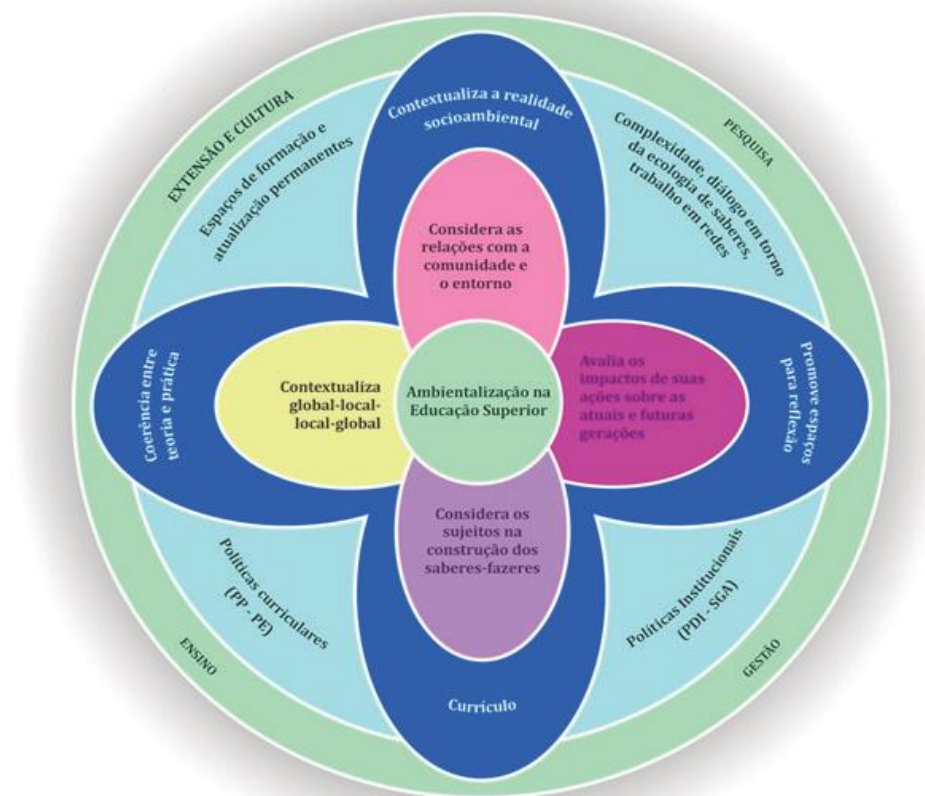 EXTENSÃO E CULTURA
PESQUISA
Espaços de formação e
atualização permanentes
Contextualiza a realidade
socioambiental
Complexidade, diálogo em torno
da ecologia de saberes,
trabalho em redes
Considera as
relações com a
comunidade e
o entorno
Coerência entre
teoria e prática
Contextualiza
global-local-
local-global
Ambientalização na
Educação Superior
Avalia os
impactos de suas
ações sobre as
atuais e futuras
gerações
Promove espaços
para reflexão
Considera os
sujeitos na
construção dos
saberes-fazeres
Políticas curriculares
(PP - PE)
Políticas Institucionais
(PDI - SGA)
Currículo
ENSINO
GESTÃO